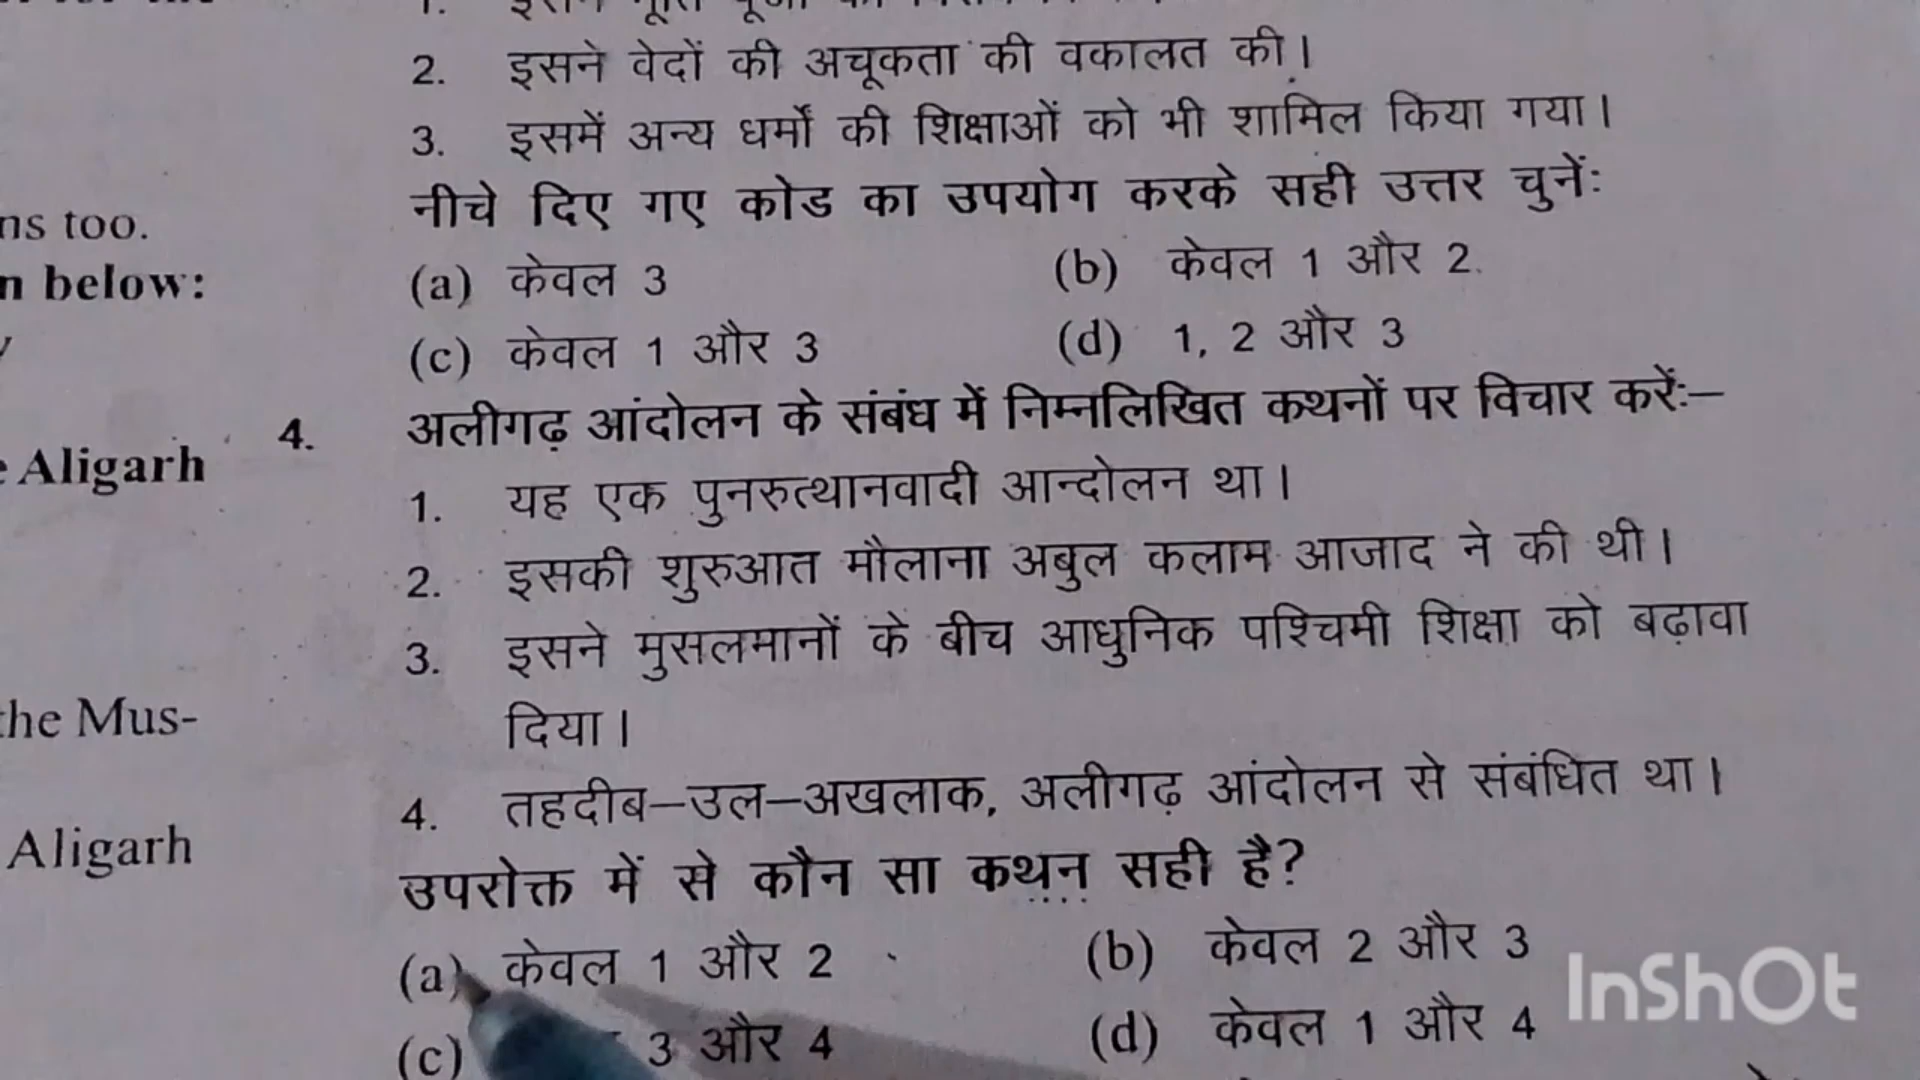 2. इसने वेदों की अचूकता की वकालत की।
3. इसमें अन्य धर्मों की शिक्षाओं को भी शामिल किया गया।
नीचे दिए गए कोड का उपयोग करके सही उत्तर चुनें:
(a) केवल 3 (b) केवल 1 और 2
(c) केवल 1 और 3 (d) 1, 2 और 3
4. अलीगढ़ आंदोलन के संबंध में निम्नलिखित कथनों पर विचार करें:–
1. यह एक पुनरुत्थानवादी आन्दोलन था।
2. इसकी शुरुआत मौलाना अबुल कलाम आजाद ने की थी।
3. इसने मुसलमानों के बीच आधुनिक पश्चिमी शिक्षा को बढ़ावा
दिया।
4. तहदीब–उल–अखलाक, अलीगढ़ आंदोलन से संबंधित था।
उपरोक्त में से कौन सा कथन सही है?
(a) केवल 1 और 2 (b) केवल 2 और 3
(c) 3 और 4 (d) केवल 1 और 4
too.
below:
Aligarh
the Mus-
Aligarh
InShOt